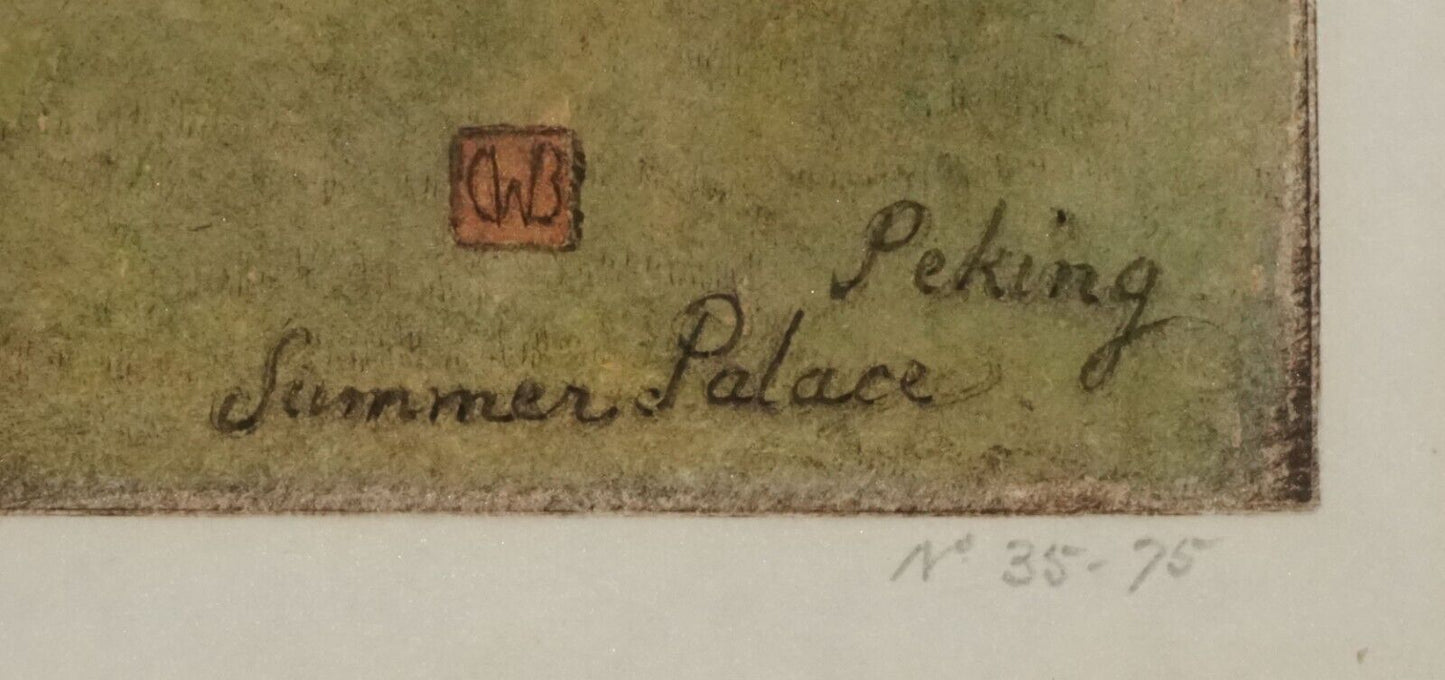 CWB
Peking
Summer Palace
Nº 35-75